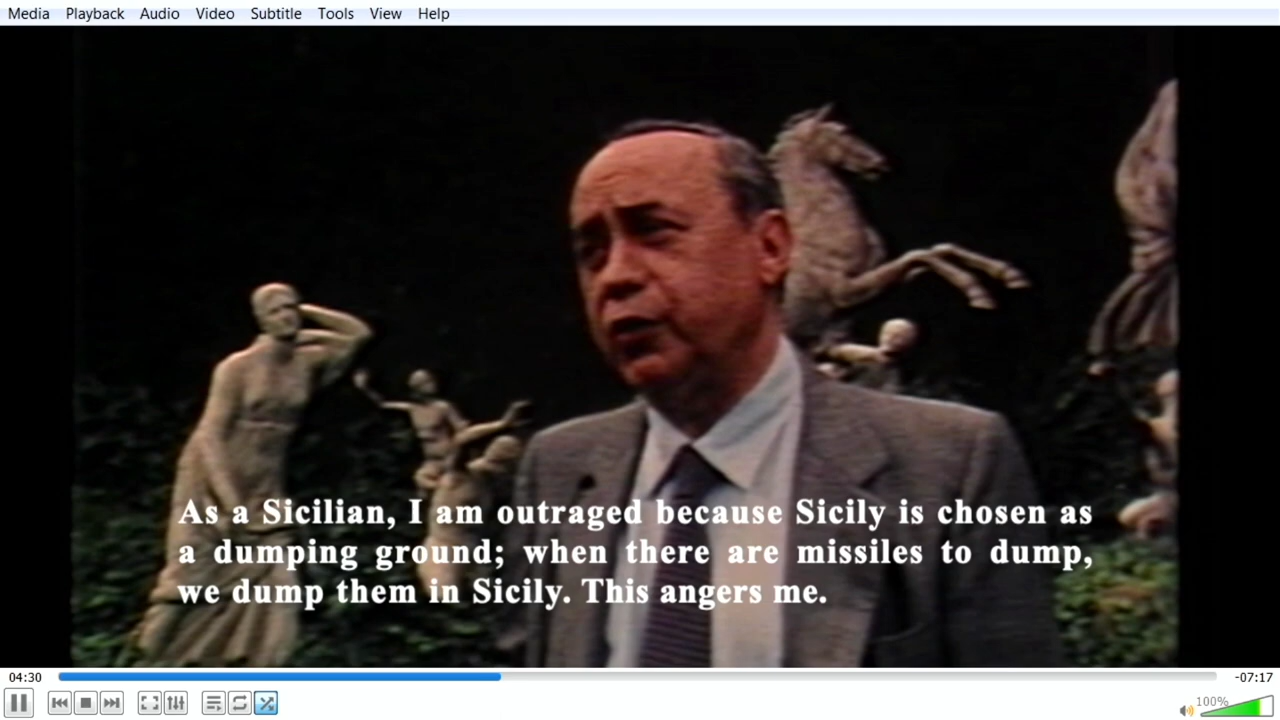 Media Playback Audio Video Subtitle Tools View Help
As a Sicilian, I am outraged because Sicily is chosen as
a dumping ground; when there are missiles to dump,
we dump them in Sicily. This angers me.
04:30 -07:17
100%